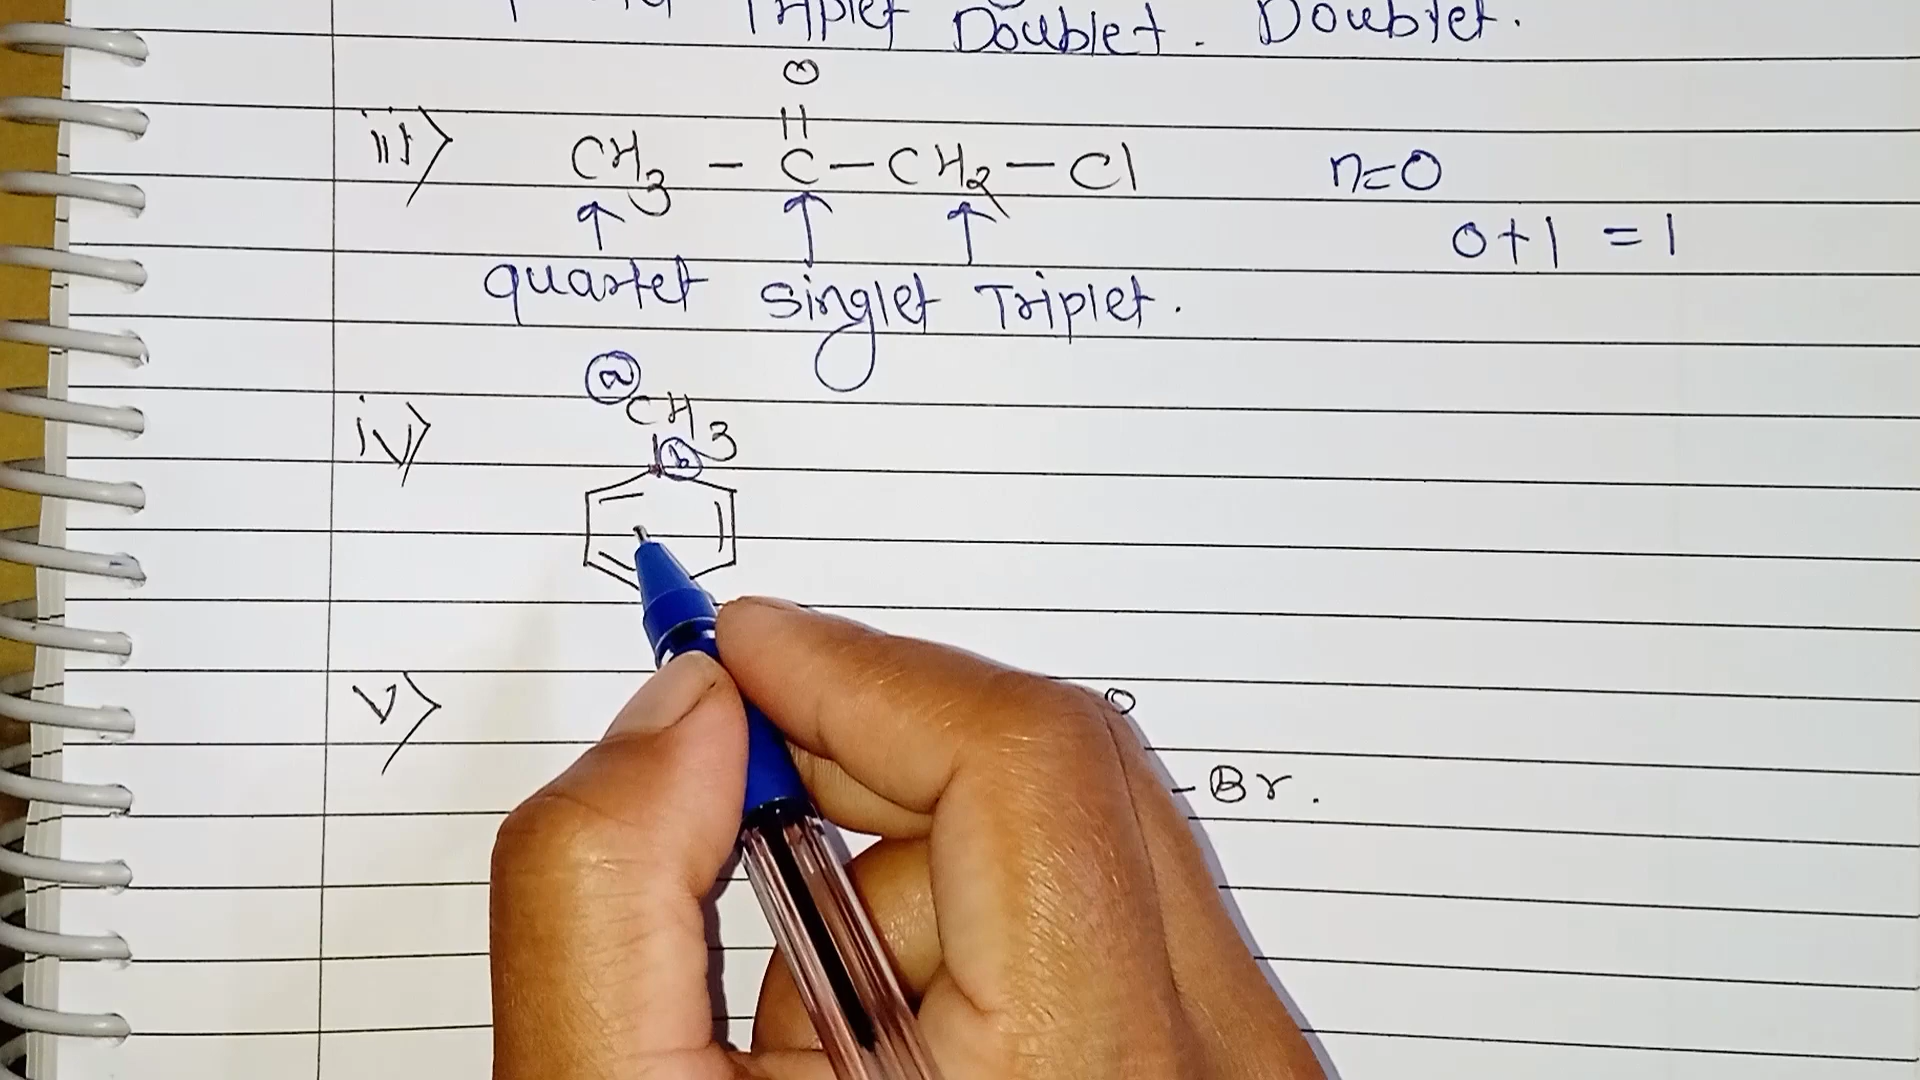 Triplet Doublet. Doublet.
O
||
iii) CH3 - C - CH2 - Cl n=0
0+1 = 1
quartet singlet Triplet.
a
CH3
iv) b
v) O
-Br.